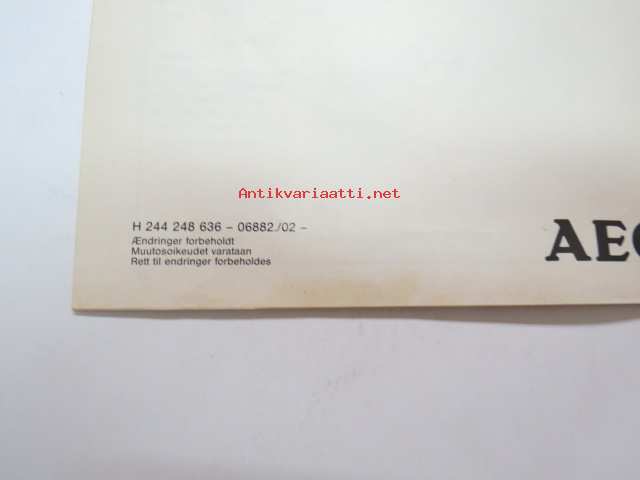 Antikvariaatti.net
H 244 248 636 – 06882./02 –
Ændringer forbeholdt
Muutosoikeudet varataan
Rett til endringer forbeholdes
AEG